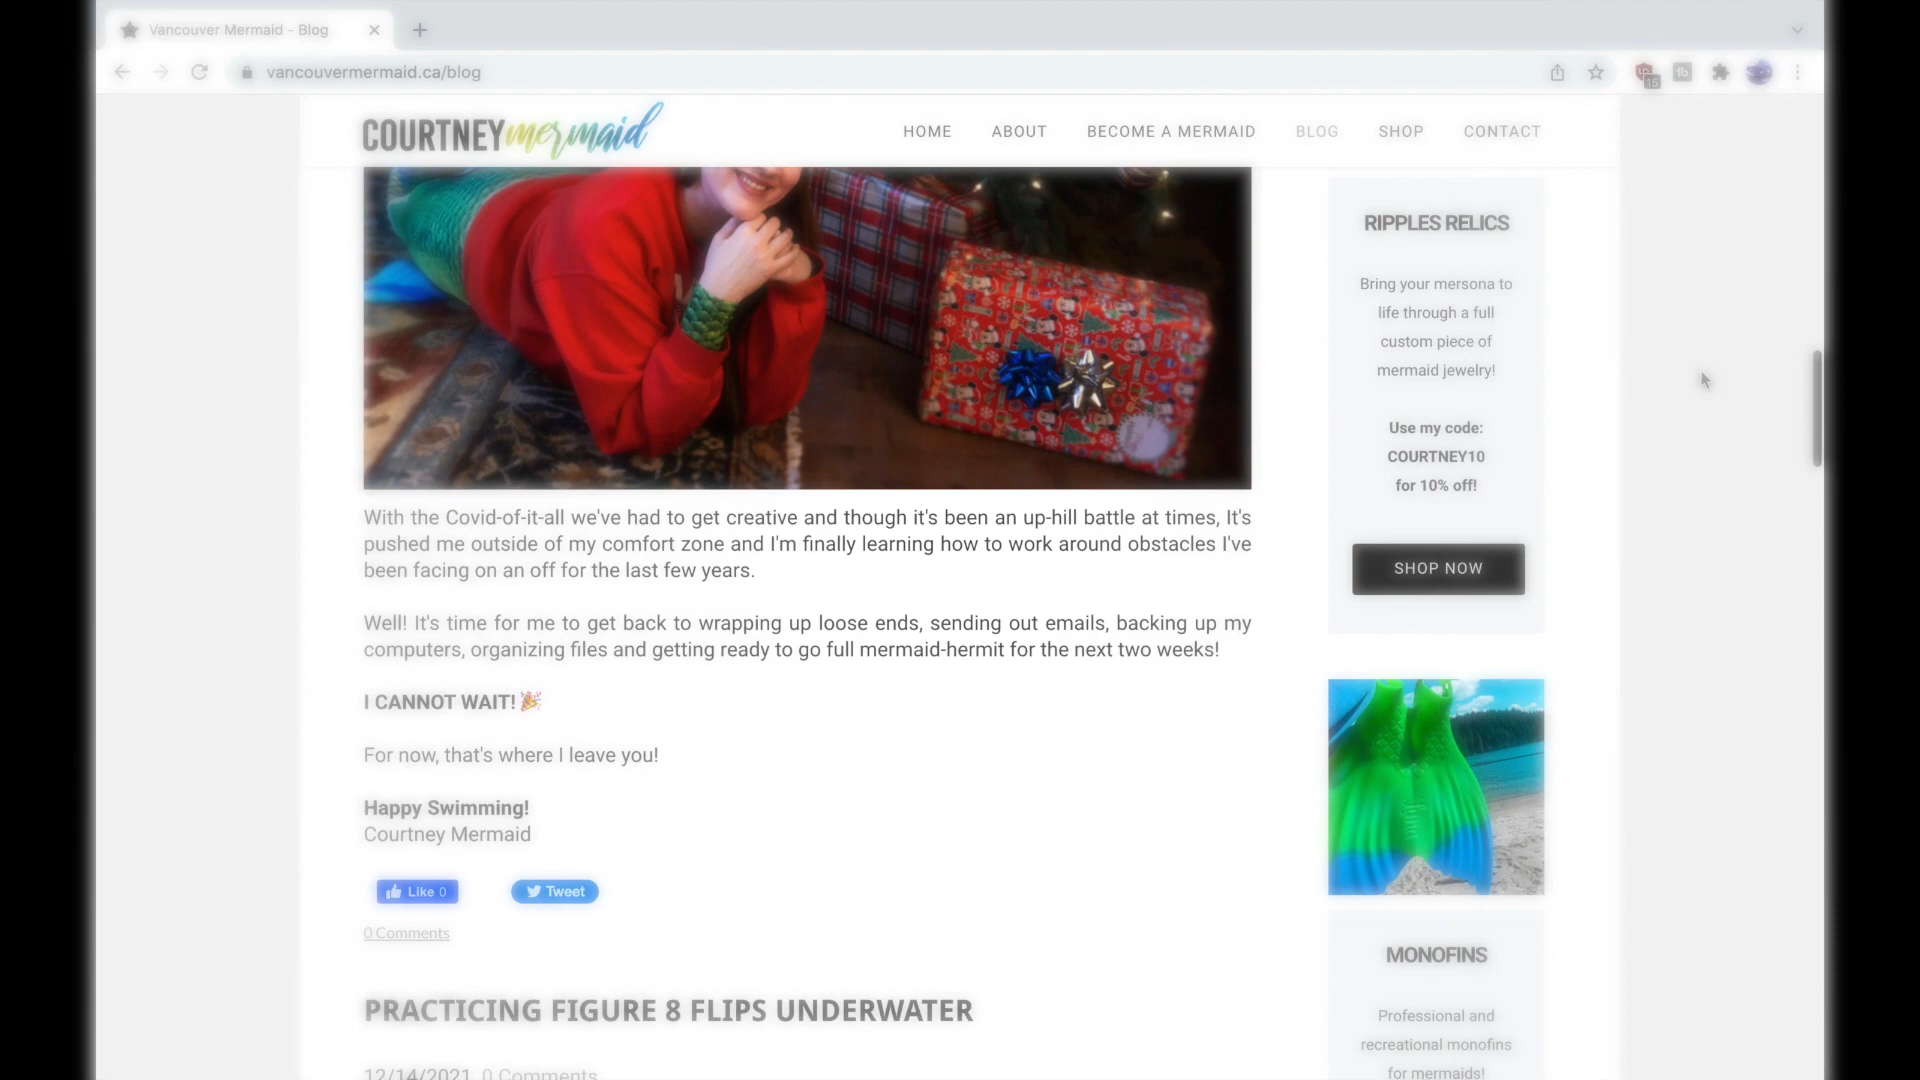 Vancouver Mermaid - Blog
vancouvermermaid.ca/blog
15
COURTNEY mermaid
HOME ABOUT BECOME A MERMAID BLOG SHOP CONTACT
With the Covid-of-it-all we've had to get creative and though it's been an up-hill battle at times, It's
pushed me outside of my comfort zone and I'm finally learning how to work around obstacles I've
been facing on an off for the last few years.
Well! It's time for me to get back to wrapping up loose ends, sending out emails, backing up my
computers, organizing files and getting ready to go full mermaid-hermit for the next two weeks!
I CANNOT WAIT! 🎉
For now, that's where I leave you!
Happy Swimming!
Courtney Mermaid
Like 0
Tweet
0 Comments
PRACTICING FIGURE 8 FLIPS UNDERWATER
12/14/2021 0 Comments
RIPPLES RELICS
Bring your mersona to
life through a full
custom piece of
mermaid jewelry!
Use my code:
COURTNEY10
for 10% off!
SHOP NOW
MONOFINS
Professional and
recreational monofins
for mermaids!